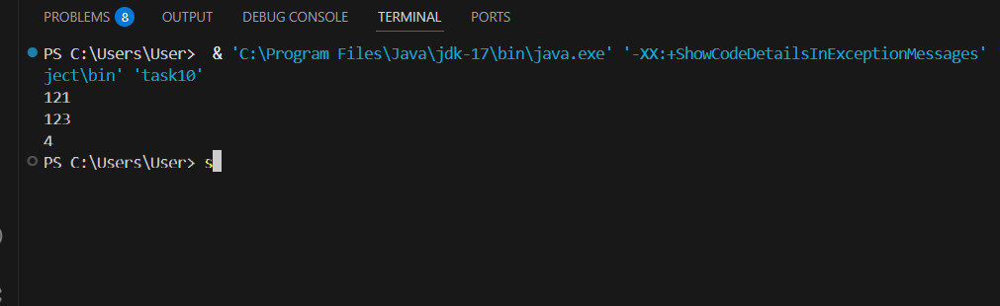 PROBLEMS 8 OUTPUT DEBUG CONSOLE TERMINAL PORTS
PS C:\Users\User>  & 'C:\Program Files\Java\jdk-17\bin\java.exe' '-XX:+ShowCodeDetailsInExceptionMessages'
ject\bin' 'task10'
121
123
4
PS C:\Users\User> s